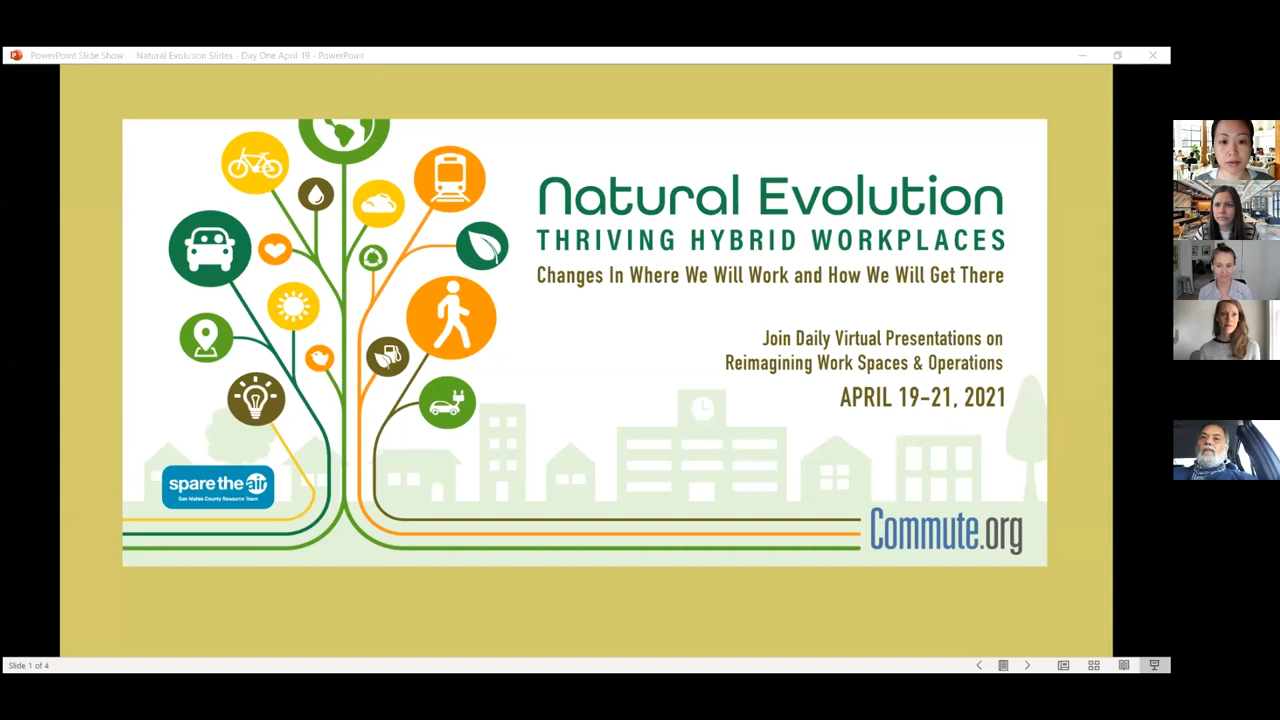 PowerPoint Slide Show - Natural Evolution Slides - Day One April 19 - PowerPoint
Natural Evolution
THRIVING HYBRID WORKPLACES
Changes In Where We Will Work and How We Will Get There
Join Daily Virtual Presentations on
Reimagining Work Spaces & Operations
APRIL 19-21, 2021
spare the air
San Mateo County Resource Team
Commute.org
Slide 1 of 4